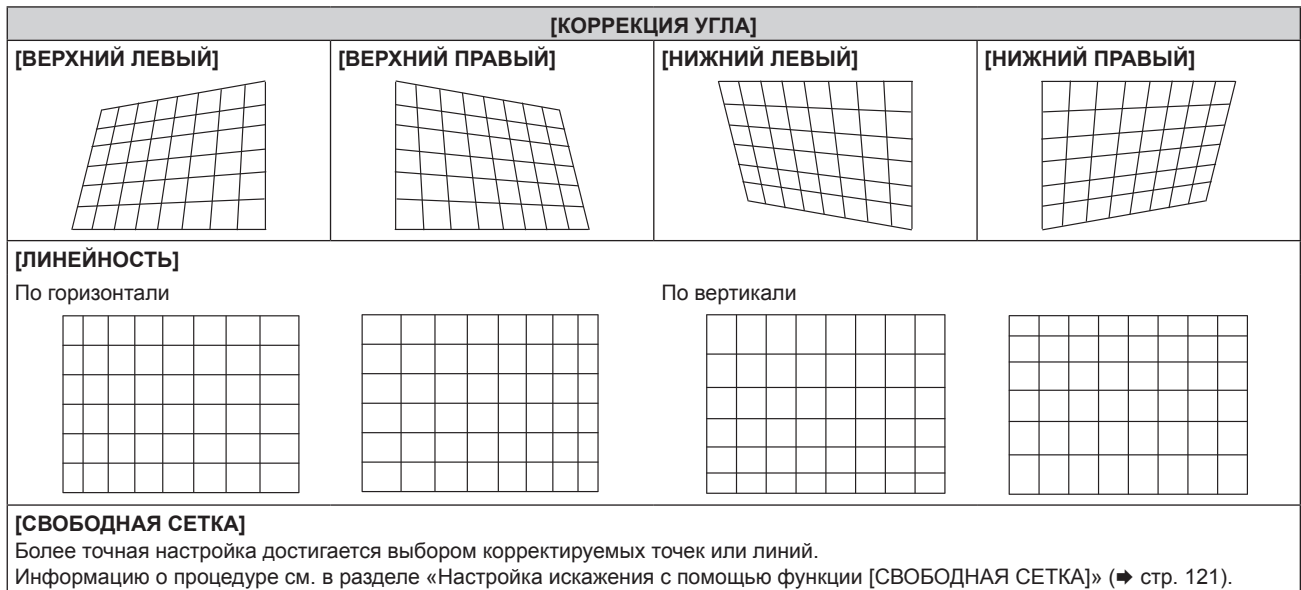 [КОРРЕКЦИЯ УГЛА]
[ВЕРХНИЙ ЛЕВЫЙ]
[ВЕРХНИЙ ПРАВЫЙ]
[НИЖНИЙ ЛЕВЫЙ]
[НИЖНИЙ ПРАВЫЙ]
[ЛИНЕЙНОСТЬ]
По горизонтали
По вертикали
[СВОБОДНАЯ СЕТКА]
Более точная настройка достигается выбором корректируемых точек или линий.
Информацию о процедуре см. в разделе «Настройка искажения с помощью функции [СВОБОДНАЯ СЕТКА]» (➡ стр. 121).